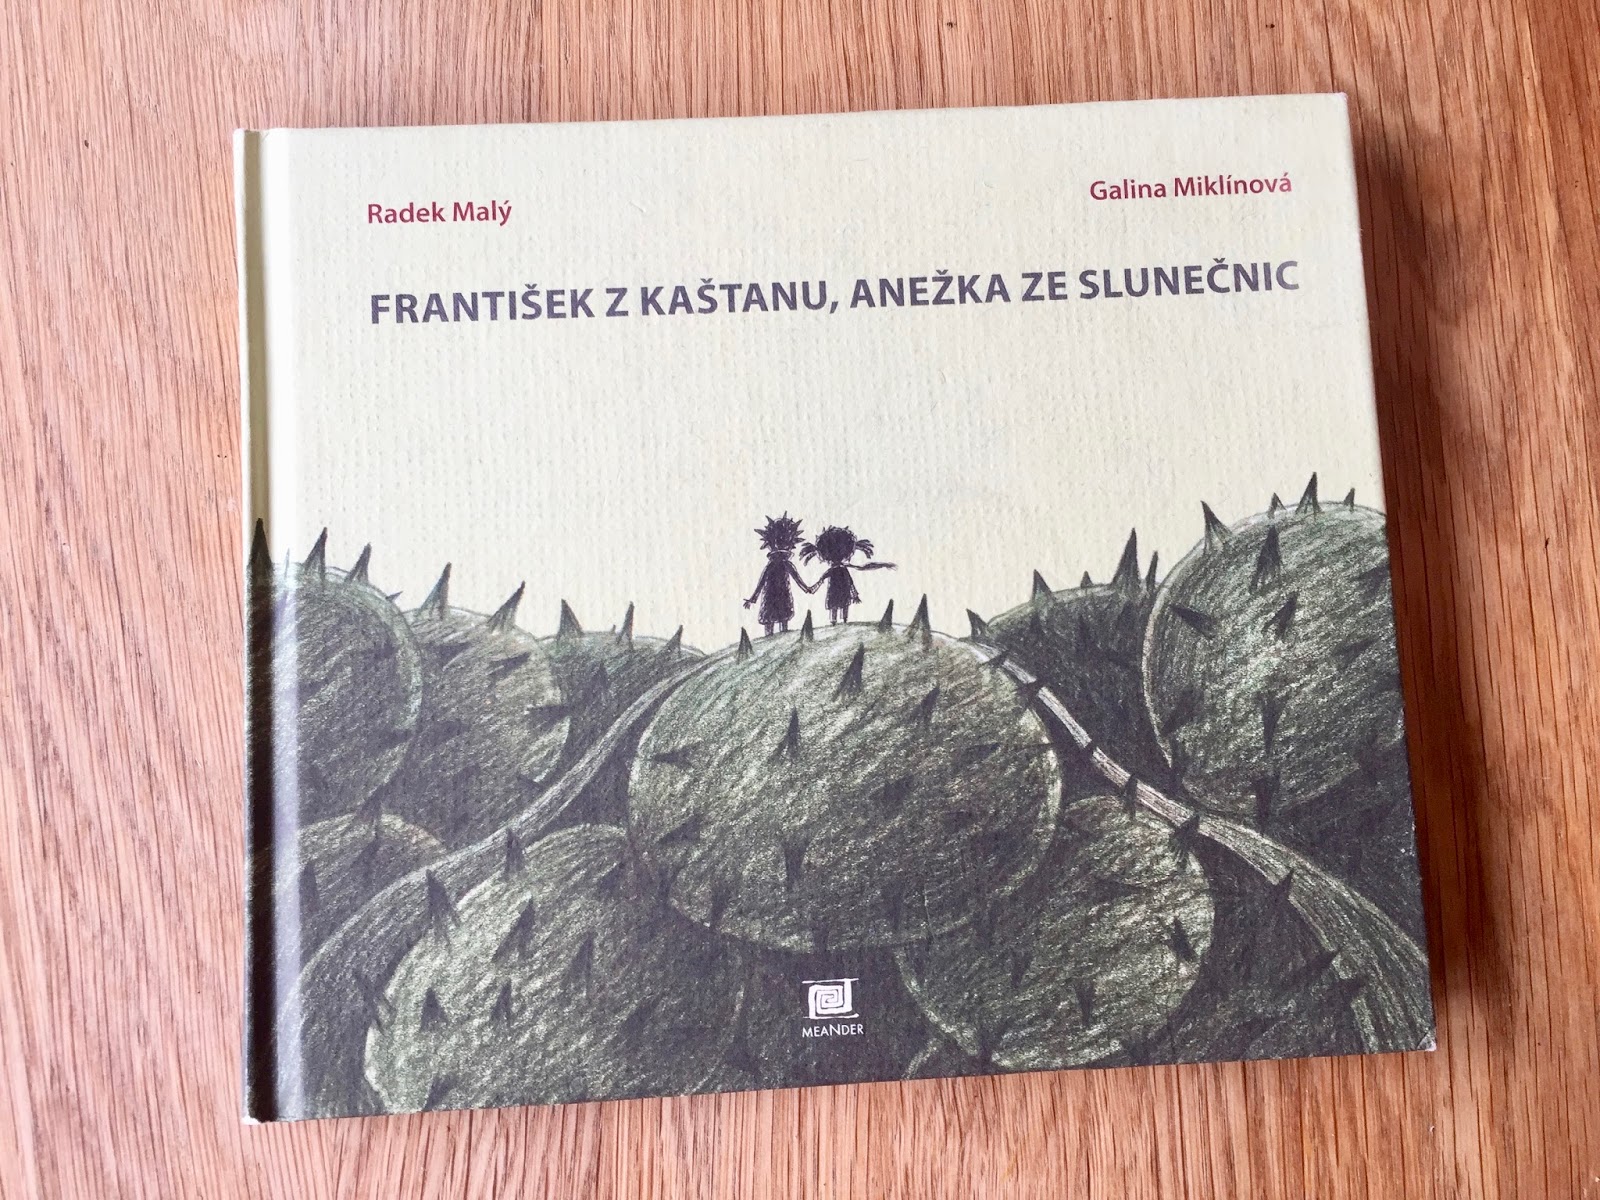 Radek Malý
Galina Miklínová
FRANTIŠEK Z KAŠTANU, ANEŽKA ZE SLUNEČNIC
MEANDER